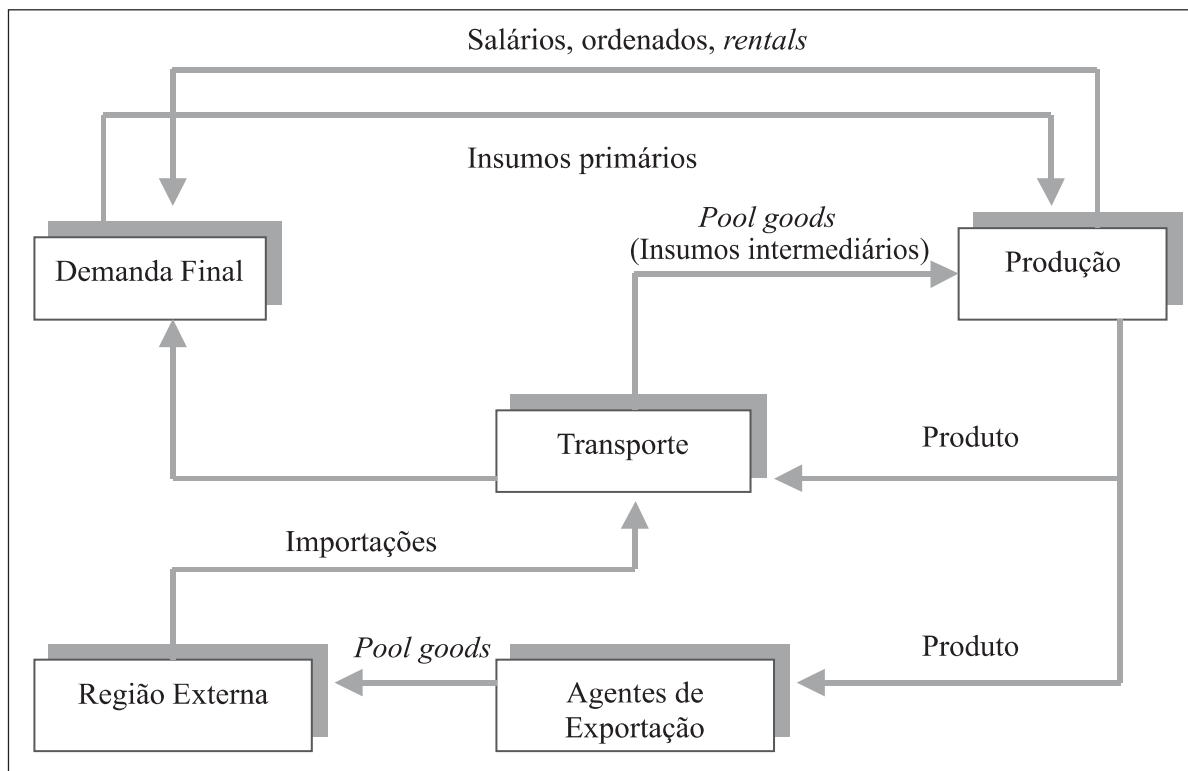 Salários, ordenados, rentals
Insumos primários
Pool goods
(Insumos intermediários)
Demanda Final
Produção
Transporte
Produto
Importações
Pool goods
Produto
Região Externa
Agentes de
Exportação